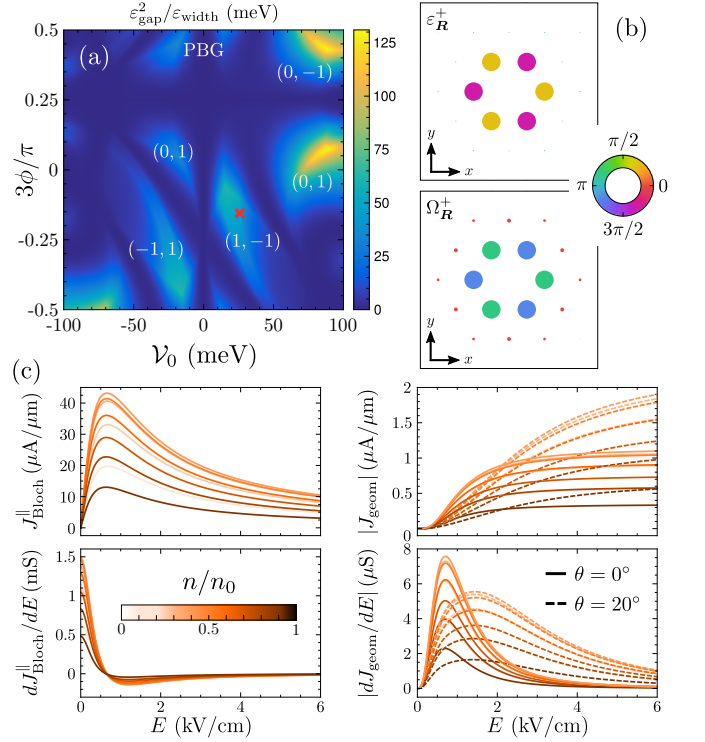 ε²gap/εwidth (meV)
(a)
PBG
(0, −1)
(0, 1)
(0, 1)
(−1, 1)
(1, −1)
3ϕ/π
0.5
0.25
0
-0.25
-0.5
-100
-50
0
50
100
𝒱₀ (meV)
125
100
75
50
25
0
(b)
ε⁺R
y
x
π/2
π
0
3π/2
Ω⁺R
y
x
(c)
J∥Bloch (μA/μm)
40
30
20
10
0
|Jgeom| (μA/μm)
2
1.5
1
0.5
0
dJ∥Bloch/dE (mS)
1.5
1
0.5
0
n/n₀
0
0.5
1
0
2
4
6
E (kV/cm)
|dJgeom/dE| (μS)
8
6
4
2
0
θ = 0°
θ = 20°
0
2
4
6
E (kV/cm)